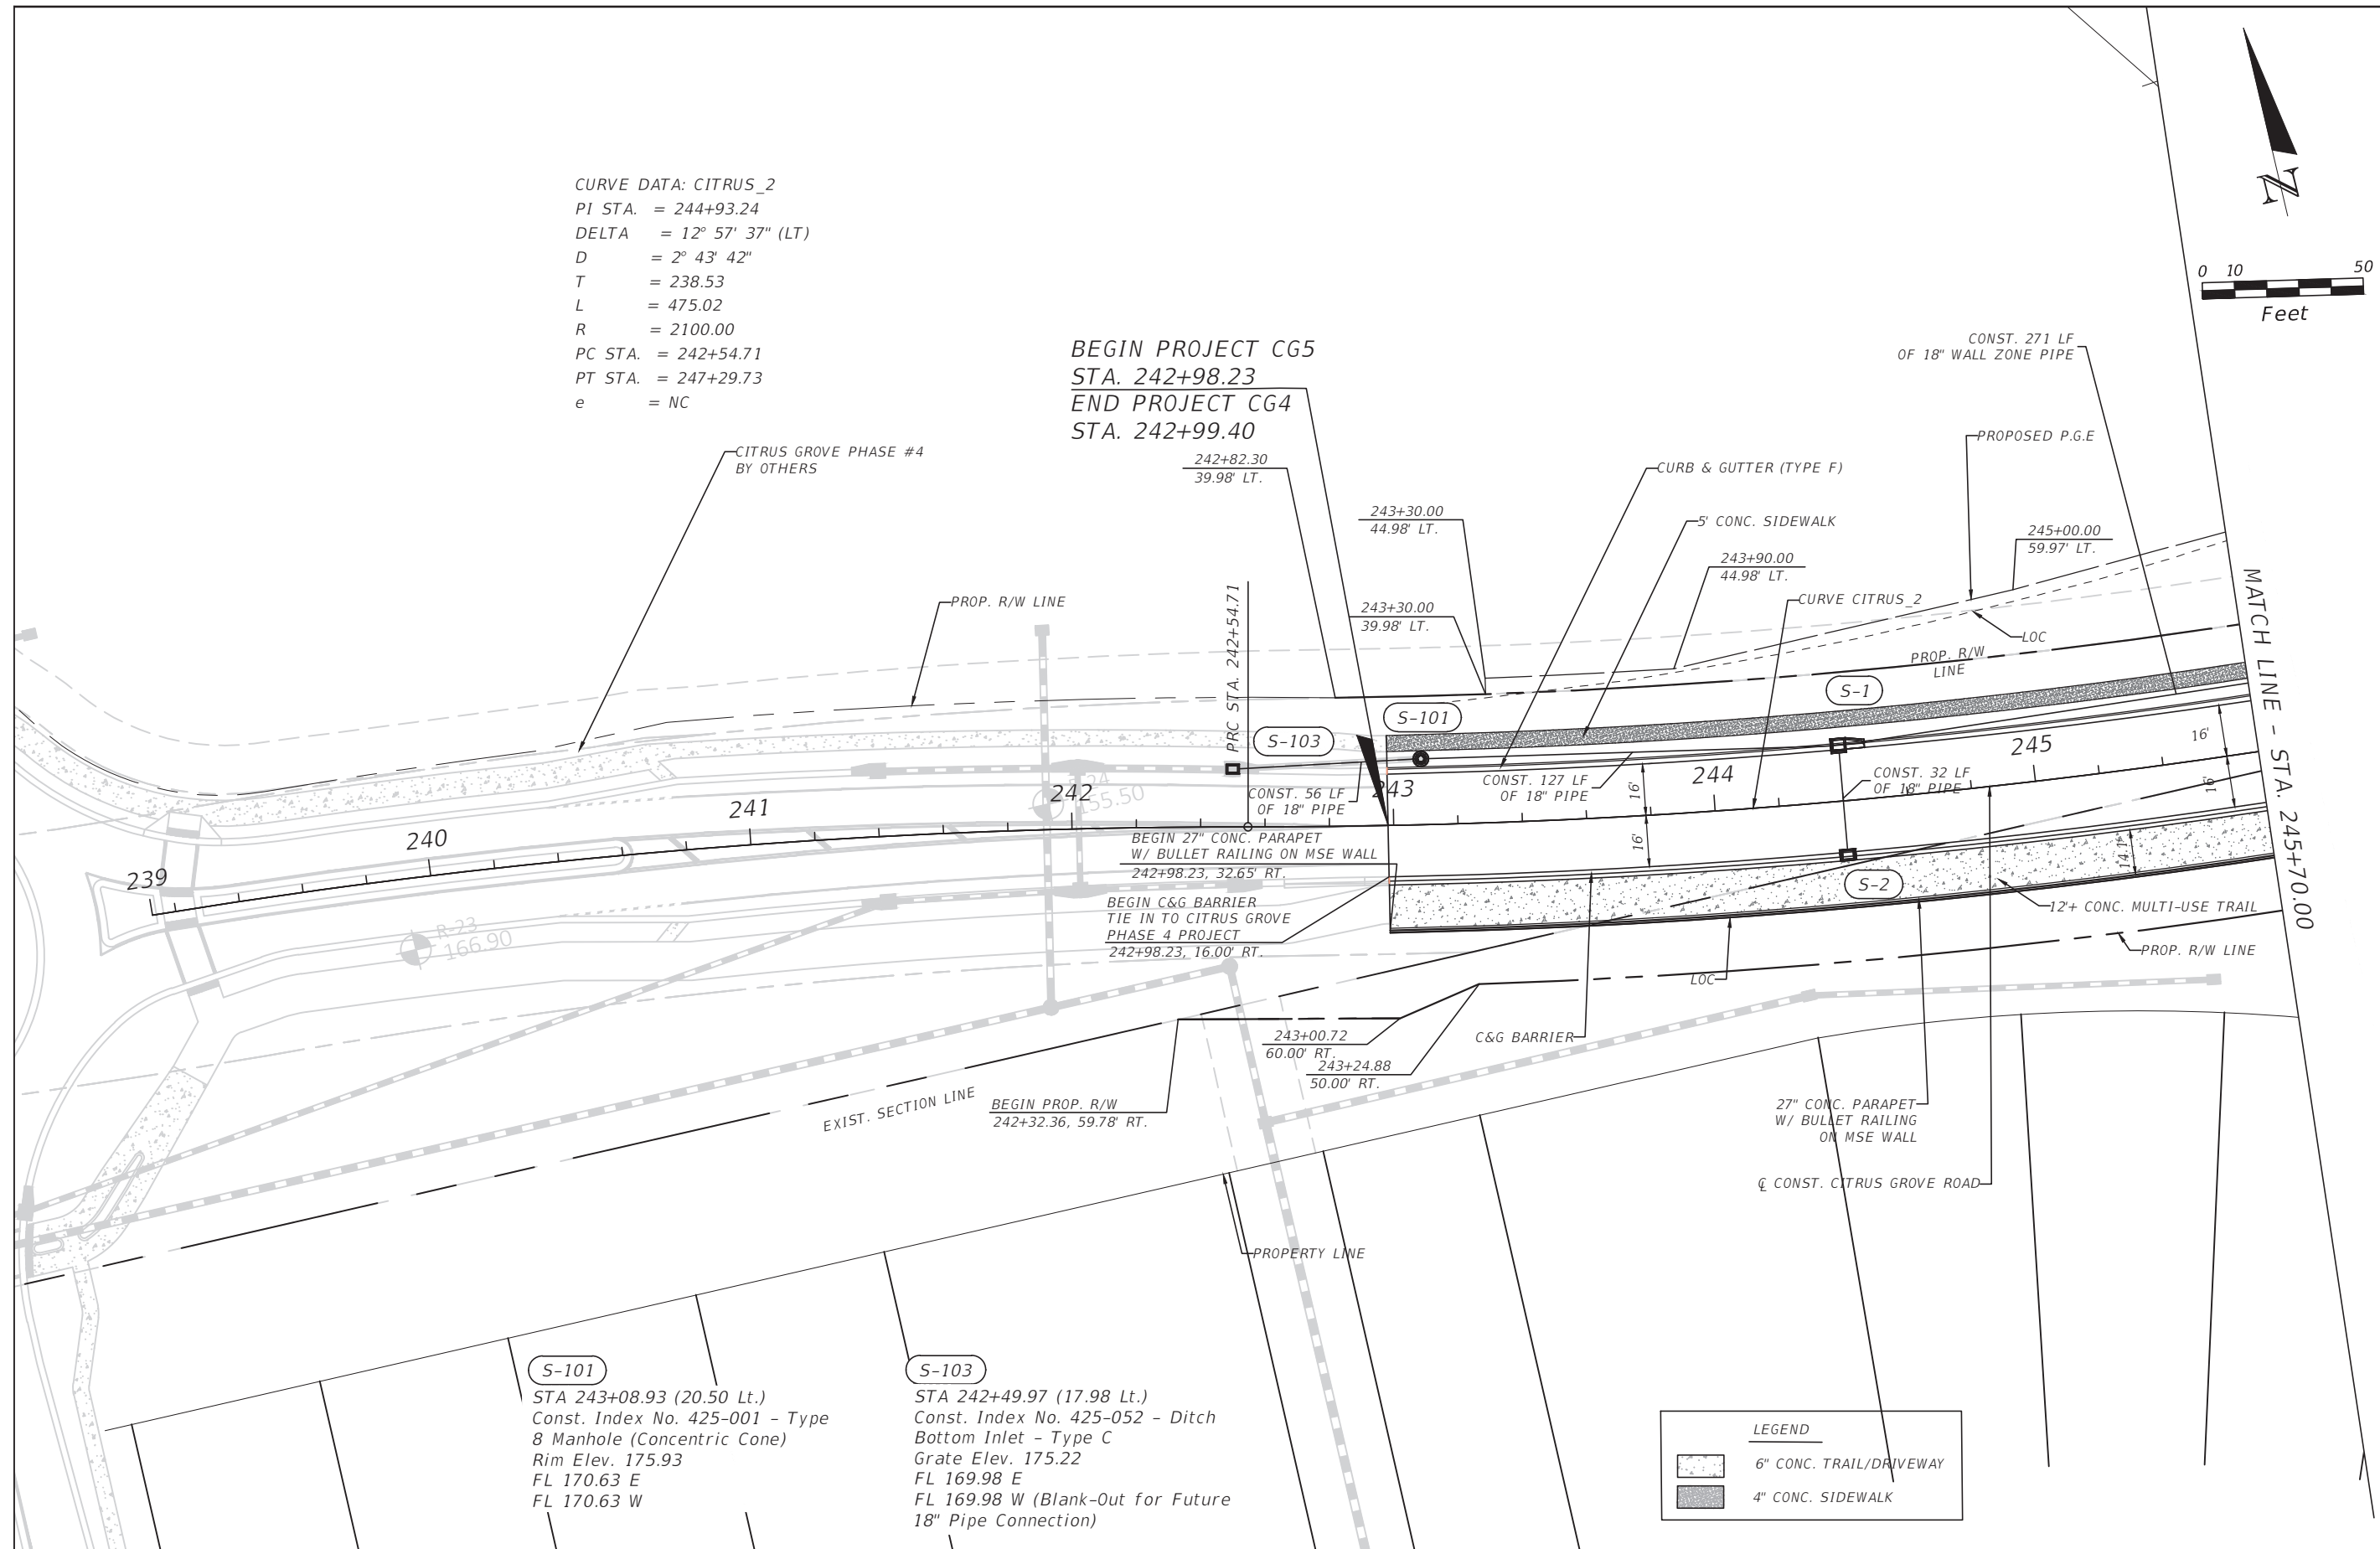 CURVE DATA: CITRUS_2
PI STA. = 244+93.24
DELTA = 12° 57' 37" (LT)
D = 2° 43' 42"
T = 238.53
L = 475.02
R = 2100.00
PC STA. = 242+54.71
PT STA. = 247+29.73
e = NC
N
0 10 50
Feet
BEGIN PROJECT CG5
STA. 242+98.23
END PROJECT CG4
STA. 242+99.40
CONST. 271 LF
OF 18" WALL ZONE PIPE
PROPOSED P.G.E
CITRUS GROVE PHASE #4
BY OTHERS
242+82.30
39.98' LT.
CURB & GUTTER (TYPE F)
243+30.00
44.98' LT.
5' CONC. SIDEWALK
245+00.00
59.97' LT.
243+90.00
44.98' LT.
PROP. R/W LINE
243+30.00
39.98' LT.
CURVE CITRUS_2
LOC
PRC STA. 242+54.71
PROP. R/W
LINE
MATCH LINE - STA. 245+70.00
S-1
S-101
S-103
239
240
241
242
243
244
245
16'
16'
16'
16'
R-24
155.50
CONST. 56 LF
OF 18" PIPE
CONST. 127 LF
OF 18" PIPE
CONST. 32 LF
OF 18" PIPE
BEGIN 27" CONC. PARAPET
W/ BULLET RAILING ON MSE WALL
242+98.23, 32.65' RT.
14.1'
S-2
BEGIN C&G BARRIER
TIE IN TO CITRUS GROVE
PHASE 4 PROJECT
242+98.23, 16.00' RT.
12'+ CONC. MULTI-USE TRAIL
R-23
166.90
PROP. R/W LINE
LOC
243+00.72
60.00' RT.
C&G BARRIER
243+24.88
50.00' RT.
EXIST. SECTION LINE
BEGIN PROP. R/W
242+32.36, 59.78' RT.
27" CONC. PARAPET
W/ BULLET RAILING
ON MSE WALL
℄ CONST. CITRUS GROVE ROAD
PROPERTY LINE
S-101
STA 243+08.93 (20.50 Lt.)
Const. Index No. 425-001 - Type
8 Manhole (Concentric Cone)
Rim Elev. 175.93
FL 170.63 E
FL 170.63 W
S-103
STA 242+49.97 (17.98 Lt.)
Const. Index No. 425-052 - Ditch
Bottom Inlet - Type C
Grate Elev. 175.22
FL 169.98 E
FL 169.98 W (Blank-Out for Future
18" Pipe Connection)
LEGEND
6" CONC. TRAIL/DRIVEWAY
4" CONC. SIDEWALK